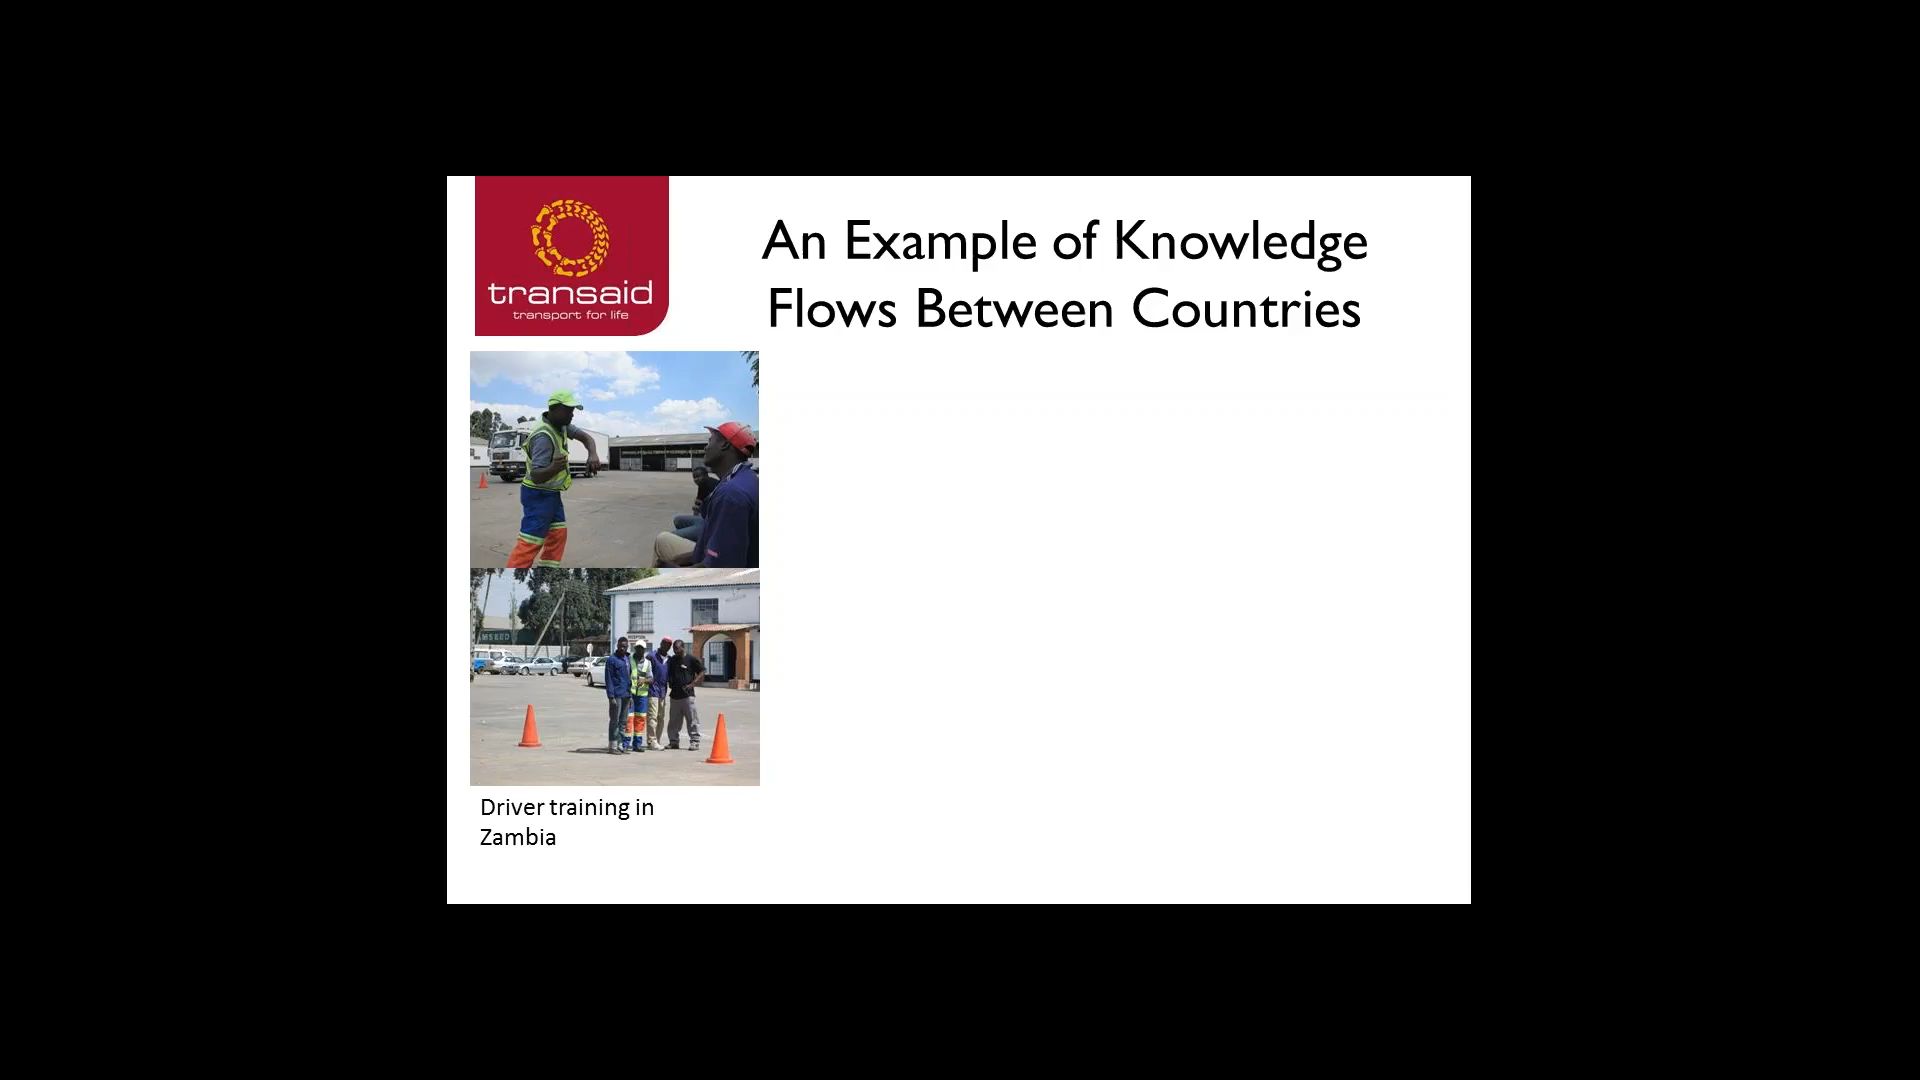 transaid
transport for life
An Example of Knowledge
Flows Between Countries
Driver training in
Zambia